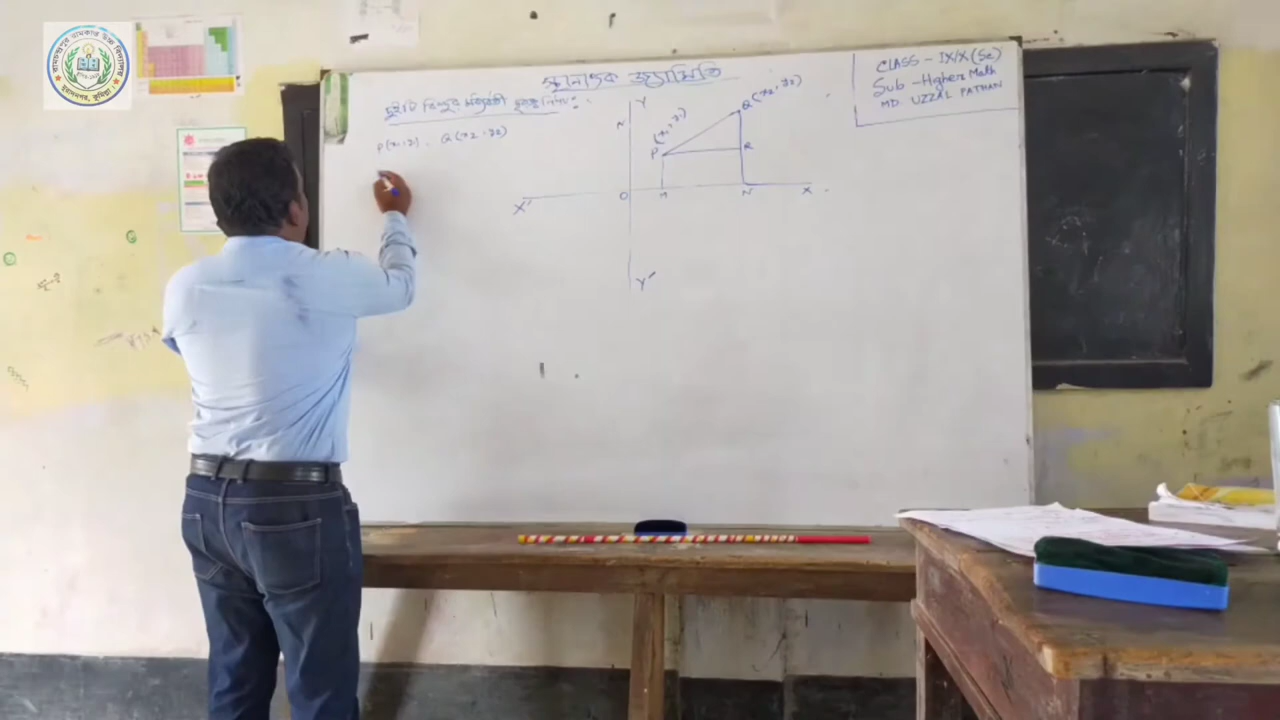 স্থানাঙ্ক জ্যামিতি
CLASS - IX/X (Sc)
Sub - Higher Math
MD. UZZAL PATHAN
দুইটি বিন্দুর মধ্যবর্তী দূরত্ব নির্ণয়:
P(x₁, y₁) . Q(x₂, y₂)
Y
Q(x₂, y₂)
P(x₁, y₁)
R
X' O M N X
Y'